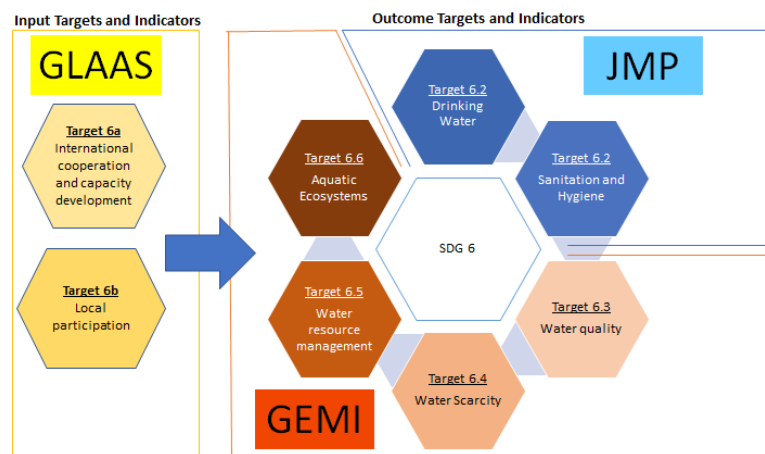 Input Targets and Indicators
GLAAS
Target 6a
International
cooperation
and capacity
development
Target 6b
Local
participation
Outcome Targets and Indicators
JMP
Target 6.2
Drinking
Water
Target 6.2
Sanitation and
Hygiene
Target 6.6
Aquatic
Ecosystems
SDG 6
Target 6.5
Water
resource
management
Target 6.3
Water quality
Target 6.4
Water Scarcity
GEMI